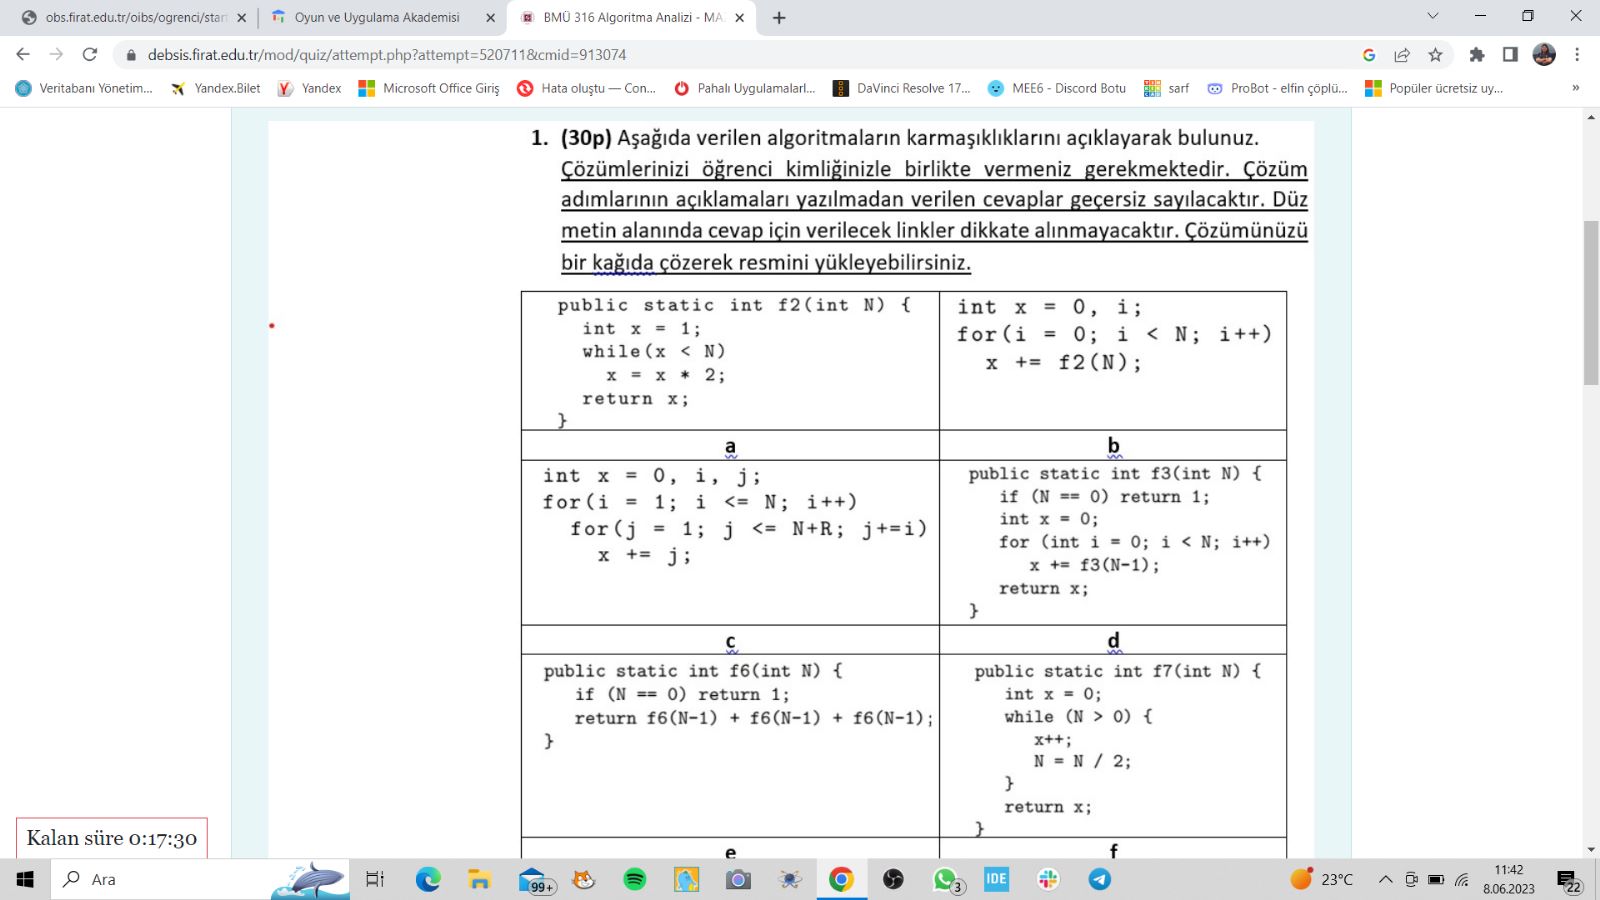 obs.firat.edu.tr/oibs/ogrenci/star
Oyun ve Uygulama Akademisi
BMÜ 316 Algoritma Analizi - MA
debsis.firat.edu.tr/mod/quiz/attempt.php?attempt=520711&cmid=913074
Veritabanı Yönetim...
Yandex.Bilet
Yandex
Microsoft Office Giriş
Hata oluştu — Con...
Pahalı Uygulamalarl...
DaVinci Resolve 17...
MEE6 - Discord Botu
sarf
ProBot - elfin çöplü...
Popüler ücretsiz uy...
»
1. (30p) Aşağıda verilen algoritmaların karmaşıklıklarını açıklayarak bulunuz.
Çözümlerinizi öğrenci kimliğinizle birlikte vermeniz gerekmektedir. Çözüm
adımlarının açıklamaları yazılmadan verilen cevaplar geçersiz sayılacaktır. Düz
metin alanında cevap için verilecek linkler dikkate alınmayacaktır. Çözümünüzü
bir kağıda çözerek resmini yükleyebilirsiniz.
public static int f2(int N) {
int x = 1;
while(x < N)
x = x * 2;
return x;
}
int x = 0, i;
for(i = 0; i < N; i++)
x += f2(N);
a
b
int x = 0, i, j;
for(i = 1; i <= N; i++)
for(j = 1; j <= N+R; j+=i)
x += j;
public static int f3(int N) {
if (N == 0) return 1;
int x = 0;
for (int i = 0; i < N; i++)
x += f3(N-1);
return x;
}
c
d
public static int f6(int N) {
if (N == 0) return 1;
return f6(N-1) + f6(N-1) + f6(N-1);
}
public static int f7(int N) {
int x = 0;
while (N > 0) {
x++;
N = N / 2;
}
return x;
}
e
f
Kalan süre 0:17:30
Ara
99+
3
IDE
23°C
11:42
8.06.2023
22